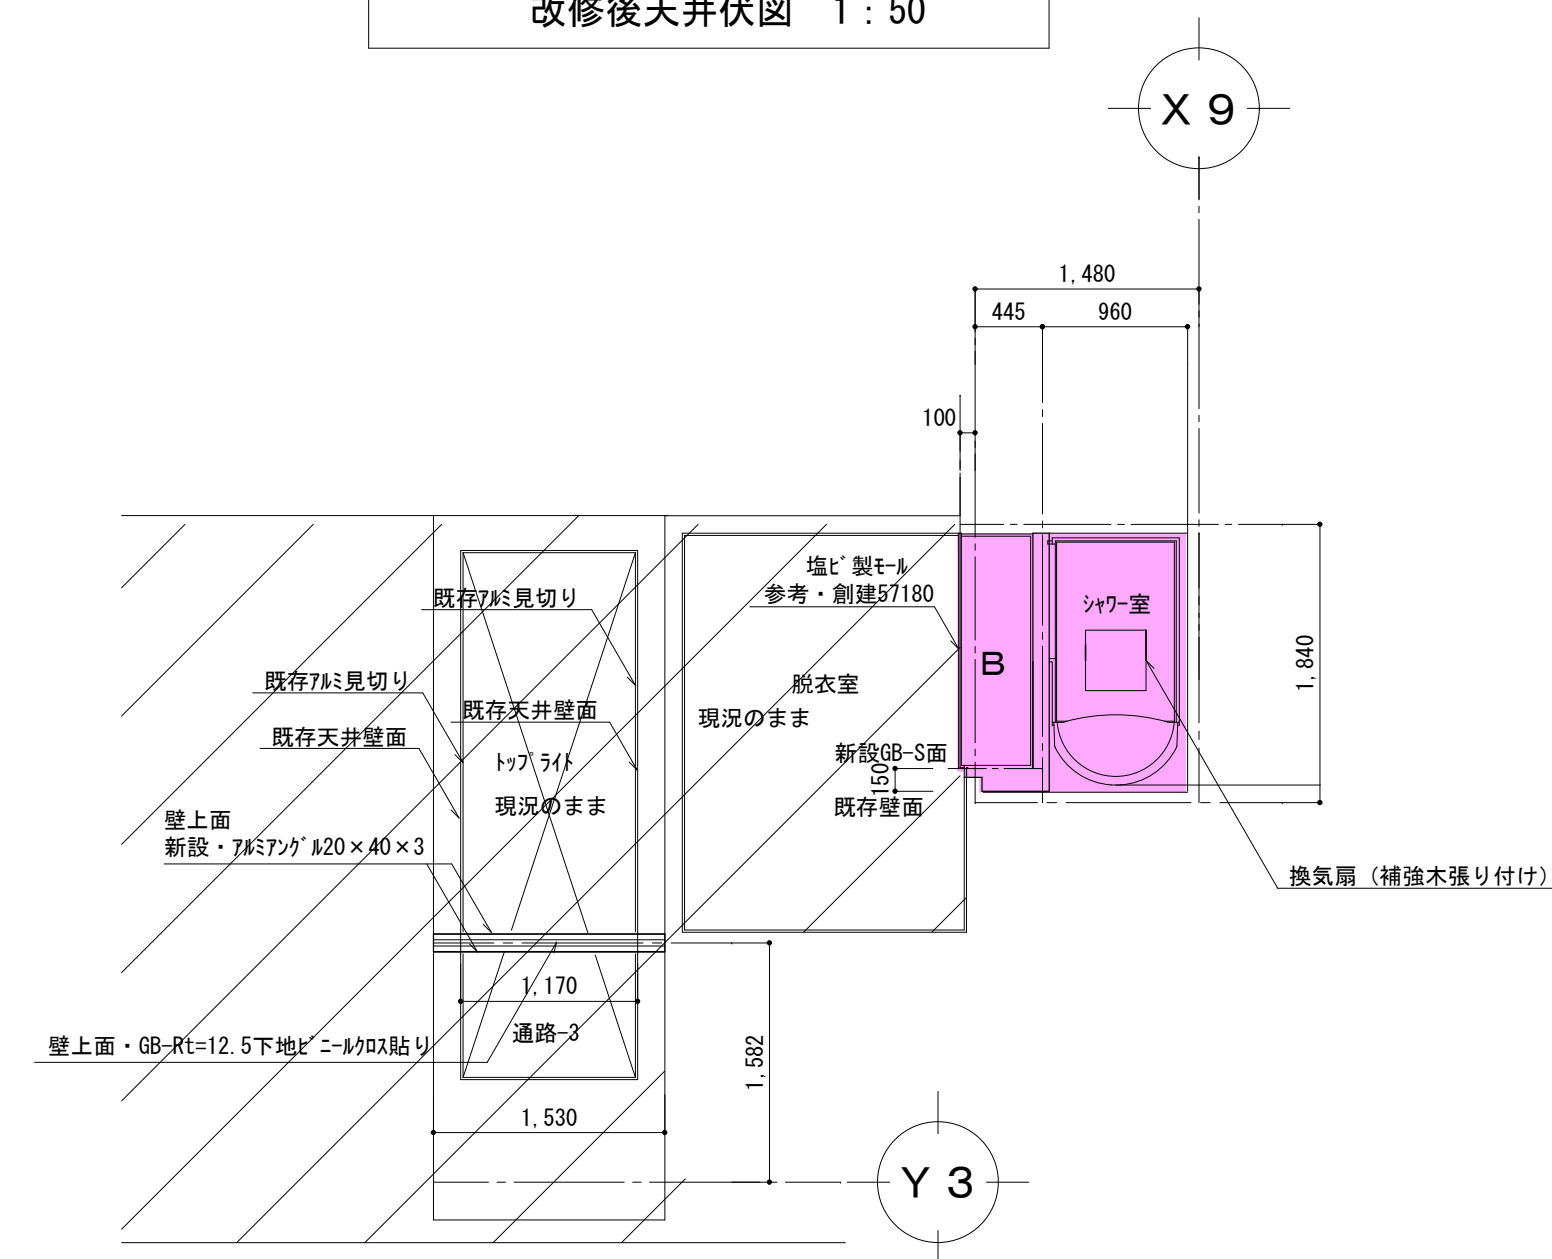 改修後天井伏図 1：50
X 9
1,480
445
960
100
塩ﾋﾞ製ﾓｰﾙ
参考・創建57180
ｼｬﾜｰ室
B
1,840
既存ｱﾙﾐ見切り
既存ｱﾙﾐ見切り
既存天井壁面
既存天井壁面
ﾄｯﾌﾟﾗｲﾄ
現況のまま
脱衣室
現況のまま
新設GB-S面
150
既存壁面
壁上面
新設・ｱﾙﾐｱﾝｸﾞﾙ20×40×3
換気扇（補強木張り付け）
1,170
通路-3
壁上面・GB-Rt=12.5下地ﾋﾞﾆｰﾙｸﾛｽ貼り
1,582
1,530
Y 3